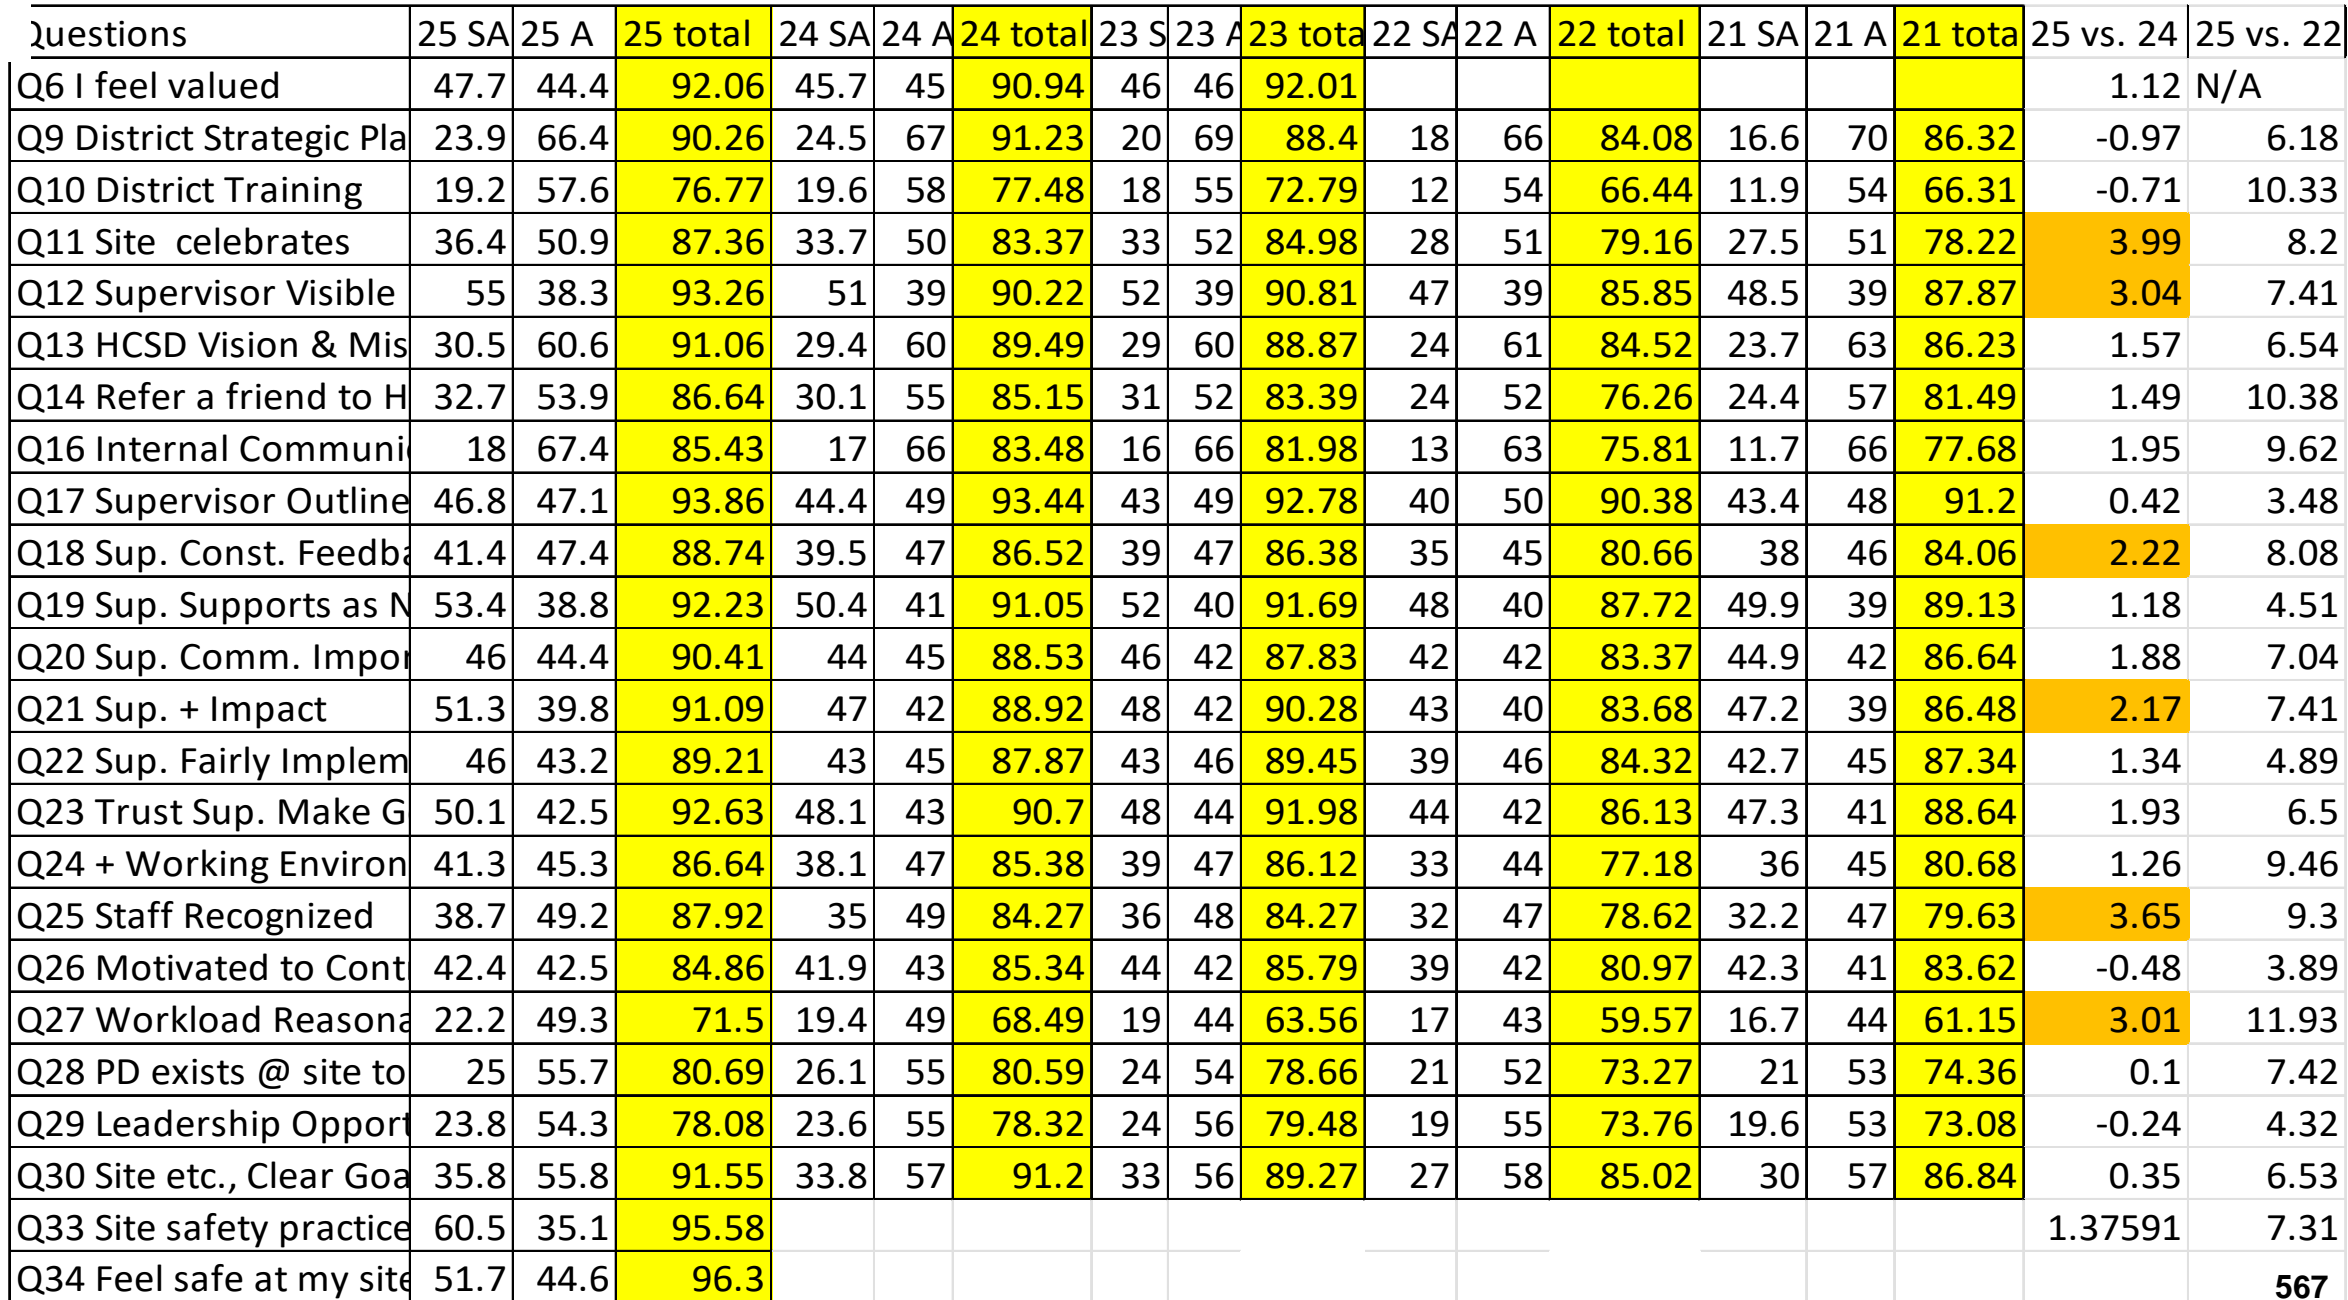 Questions 25 SA 25 A 25 total 24 SA 24 A 24 total 23 S 23 A 23 tota 22 SA 22 A 22 total 21 SA 21 A 21 tota 25 vs. 24 25 vs. 22
Q6 I feel valued 47.7 44.4 92.06 45.7 45 90.94 46 46 92.01 1.12 N/A
Q9 District Strategic Pla 23.9 66.4 90.26 24.5 67 91.23 20 69 88.4 18 66 84.08 16.6 70 86.32 -0.97 6.18
Q10 District Training 19.2 57.6 76.77 19.6 58 77.48 18 55 72.79 12 54 66.44 11.9 54 66.31 -0.71 10.33
Q11 Site celebrates 36.4 50.9 87.36 33.7 50 83.37 33 52 84.98 28 51 79.16 27.5 51 78.22 3.99 8.2
Q12 Supervisor Visible 55 38.3 93.26 51 39 90.22 52 39 90.81 47 39 85.85 48.5 39 87.87 3.04 7.41
Q13 HCSD Vision & Mis 30.5 60.6 91.06 29.4 60 89.49 29 60 88.87 24 61 84.52 23.7 63 86.23 1.57 6.54
Q14 Refer a friend to H 32.7 53.9 86.64 30.1 55 85.15 31 52 83.39 24 52 76.26 24.4 57 81.49 1.49 10.38
Q16 Internal Communi 18 67.4 85.43 17 66 83.48 16 66 81.98 13 63 75.81 11.7 66 77.68 1.95 9.62
Q17 Supervisor Outline 46.8 47.1 93.86 44.4 49 93.44 43 49 92.78 40 50 90.38 43.4 48 91.2 0.42 3.48
Q18 Sup. Const. Feedba 41.4 47.4 88.74 39.5 47 86.52 39 47 86.38 35 45 80.66 38 46 84.06 2.22 8.08
Q19 Sup. Supports as N 53.4 38.8 92.23 50.4 41 91.05 52 40 91.69 48 40 87.72 49.9 39 89.13 1.18 4.51
Q20 Sup. Comm. Impor 46 44.4 90.41 44 45 88.53 46 42 87.83 42 42 83.37 44.9 42 86.64 1.88 7.04
Q21 Sup. + Impact 51.3 39.8 91.09 47 42 88.92 48 42 90.28 43 40 83.68 47.2 39 86.48 2.17 7.41
Q22 Sup. Fairly Implem 46 43.2 89.21 43 45 87.87 43 46 89.45 39 46 84.32 42.7 45 87.34 1.34 4.89
Q23 Trust Sup. Make G 50.1 42.5 92.63 48.1 43 90.7 48 44 91.98 44 42 86.13 47.3 41 88.64 1.93 6.5
Q24 + Working Environ 41.3 45.3 86.64 38.1 47 85.38 39 47 86.12 33 44 77.18 36 45 80.68 1.26 9.46
Q25 Staff Recognized 38.7 49.2 87.92 35 49 84.27 36 48 84.27 32 47 78.62 32.2 47 79.63 3.65 9.3
Q26 Motivated to Cont 42.4 42.5 84.86 41.9 43 85.34 44 42 85.79 39 42 80.97 42.3 41 83.62 -0.48 3.89
Q27 Workload Reasona 22.2 49.3 71.5 19.4 49 68.49 19 44 63.56 17 43 59.57 16.7 44 61.15 3.01 11.93
Q28 PD exists @ site to 25 55.7 80.69 26.1 55 80.59 24 54 78.66 21 52 73.27 21 53 74.36 0.1 7.42
Q29 Leadership Opport 23.8 54.3 78.08 23.6 55 78.32 24 56 79.48 19 55 73.76 19.6 53 73.08 -0.24 4.32
Q30 Site etc., Clear Goa 35.8 55.8 91.55 33.8 57 91.2 33 56 89.27 27 58 85.02 30 57 86.84 0.35 6.53
Q33 Site safety practice 60.5 35.1 95.58 1.37591 7.31
Q34 Feel safe at my site 51.7 44.6 96.3
567